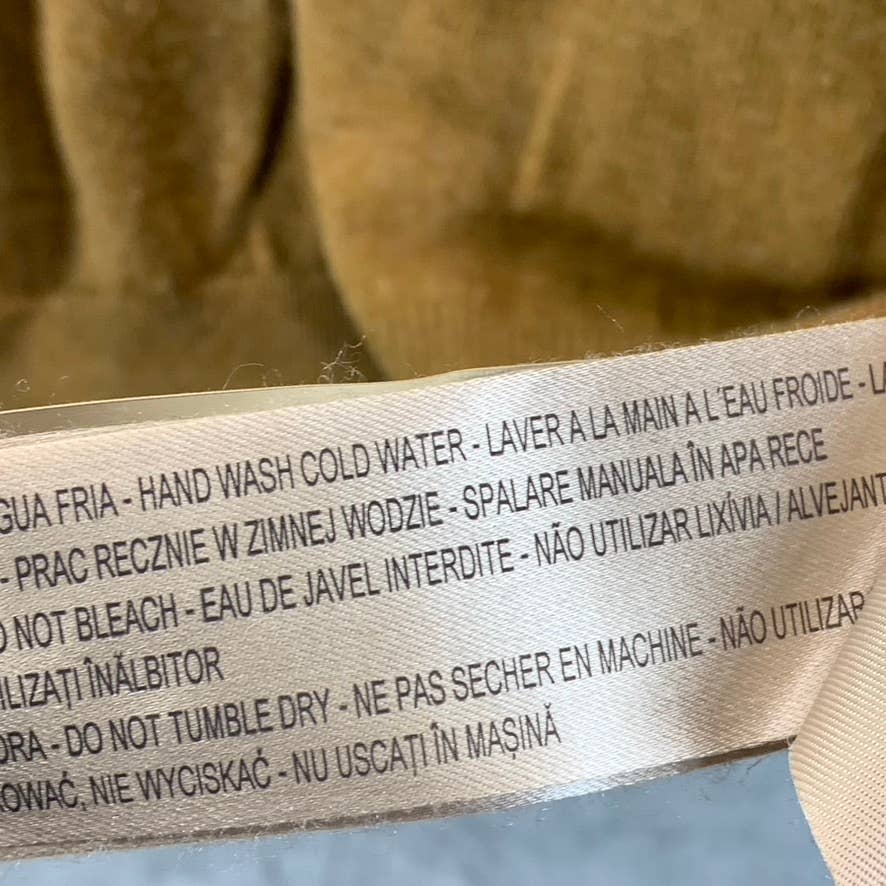 GUA FRIA - HAND WASH COLD WATER - LAVER A LA MAIN A L´EAU FROIDE - LA
- PRAC RECZNIE W ZIMNEJ WODZIE - SPALARE MANUALA ÎN APA RECE
O NOT BLEACH - EAU DE JAVEL INTERDITE - NÃO UTILIZAR LIXÍVIA / ALVEJANT
ILIZAȚI ÎNĂLBITOR
ORA - DO NOT TUMBLE DRY - NE PAS SECHER EN MACHINE - NÃO UTILIZAR
KOWAĆ, NIE WYCISKAĆ - NU USCAȚI ÎN MAȘINĂ